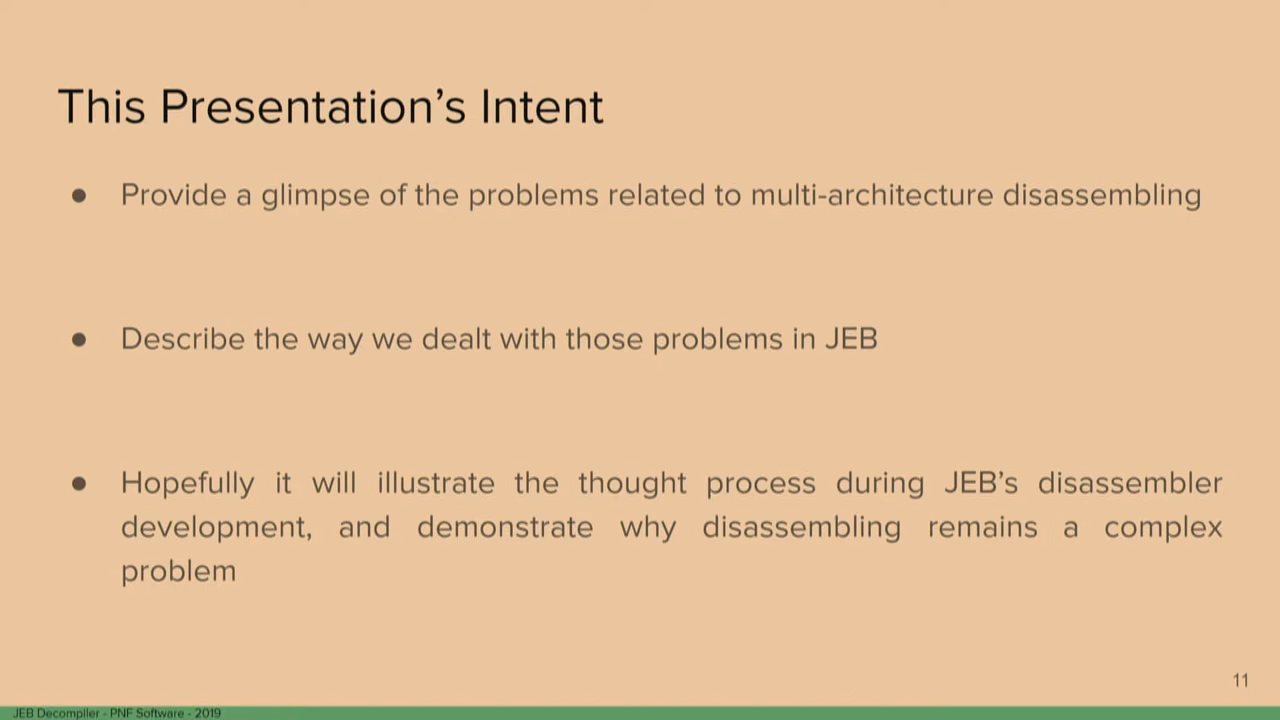 This Presentation’s Intent
● Provide a glimpse of the problems related to multi-architecture disassembling
● Describe the way we dealt with those problems in JEB
● Hopefully it will illustrate the thought process during JEB’s disassembler
development, and demonstrate why disassembling remains a complex
problem
11
JEB Decompiler - PNF Software - 2019